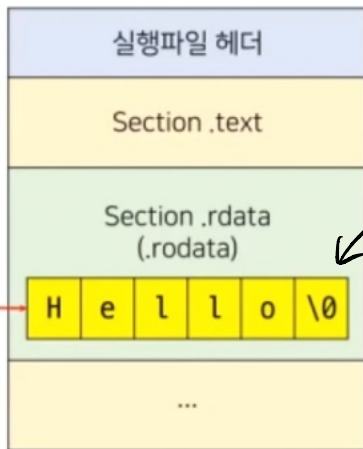 실행파일 헤더
Section .text
Section .rdata
(.rodata)
H e l l o \0
...